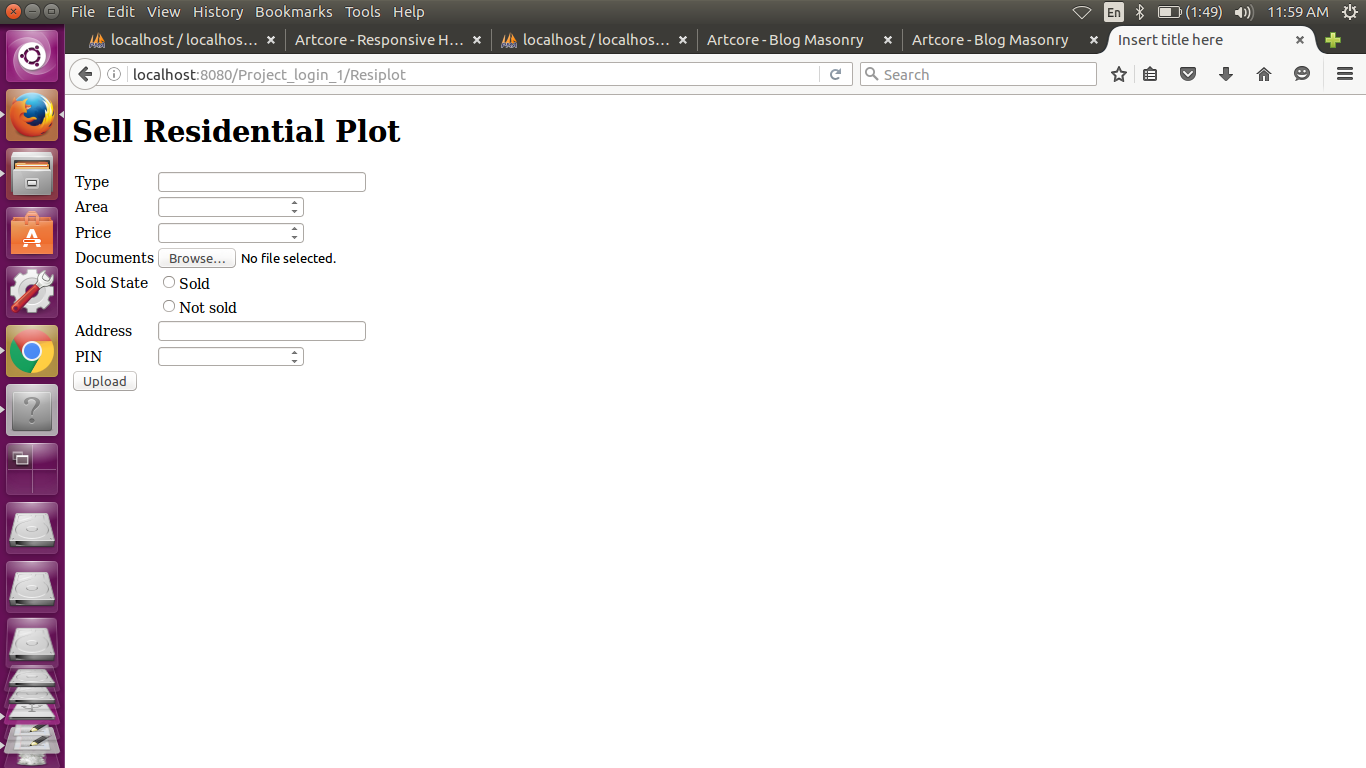 File Edit View History Bookmarks Tools Help En (1:49) 11:59 AM
localhost / localhos... Artcore - Responsive H... localhost / localhos... Artcore - Blog Masonry Artcore - Blog Masonry Insert title here
localhost:8080/Project_login_1/Resiplot Search
Sell Residential Plot
Type
Area
Price
Documents Browse... No file selected.
Sold State Sold
Not sold
Address
PIN
Upload